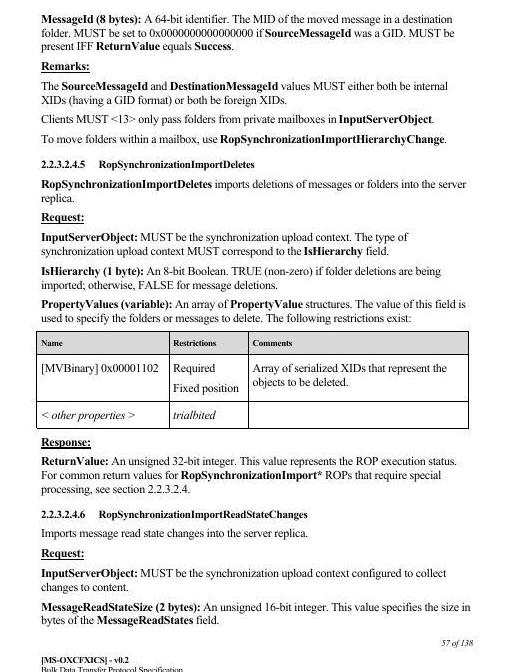 MessageId (8 bytes): A 64-bit identifier. The MID of the moved message in a destination
folder. MUST be set to 0x0000000000000000 if SourceMessageId was a GID. MUST be
present IFF ReturnValue equals Success.
Remarks:
The SourceMessageId and DestinationMessageId values MUST either both be internal
XIDs (having a GID format) or both be foreign XIDs.
Clients MUST <13> only pass folders from private mailboxes in InputServerObject.
To move folders within a mailbox, use RopSynchronizationImportHierarchyChange.
2.2.3.2.4.5 RopSynchronizationImportDeletes
RopSynchronizationImportDeletes imports deletions of messages or folders into the server
replica.
Request:
InputServerObject: MUST be the synchronization upload context. The type of
synchronization upload context MUST correspond to the IsHierarchy field.
IsHierarchy (1 byte): An 8-bit Boolean. TRUE (non-zero) if folder deletions are being
imported; otherwise, FALSE for message deletions.
PropertyValues (variable): An array of PropertyValue structures. The value of this field is
used to specify the folders or messages to delete. The following restrictions exist:
Name Restrictions Comments
[MVBinary] 0x00001102 Required Array of serialized XIDs that represent the
Fixed position objects to be deleted.
< other properties > trialbited
Response:
ReturnValue: An unsigned 32-bit integer. This value represents the ROP execution status.
For common return values for RopSynchronizationImport* ROPs that require special
processing, see section 2.2.3.2.4.
2.2.3.2.4.6 RopSynchronizationImportReadStateChanges
Imports message read state changes into the server replica.
Request:
InputServerObject: MUST be the synchronization upload context configured to collect
changes to content.
MessageReadStateSize (2 bytes): An unsigned 16-bit integer. This value specifies the size in
bytes of the MessageReadStates field.
57 of 138
[MS-OXCFXICS] - v0.2
Bulk Data Transfer Protocol Specification